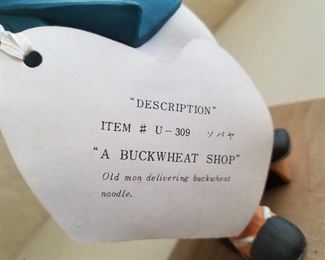 "DESCRIPTION"
ITEM # U-309 ソバヤ
"A BUCKWHEAT SHOP"
Old mon delivering buckwheat
noodle.